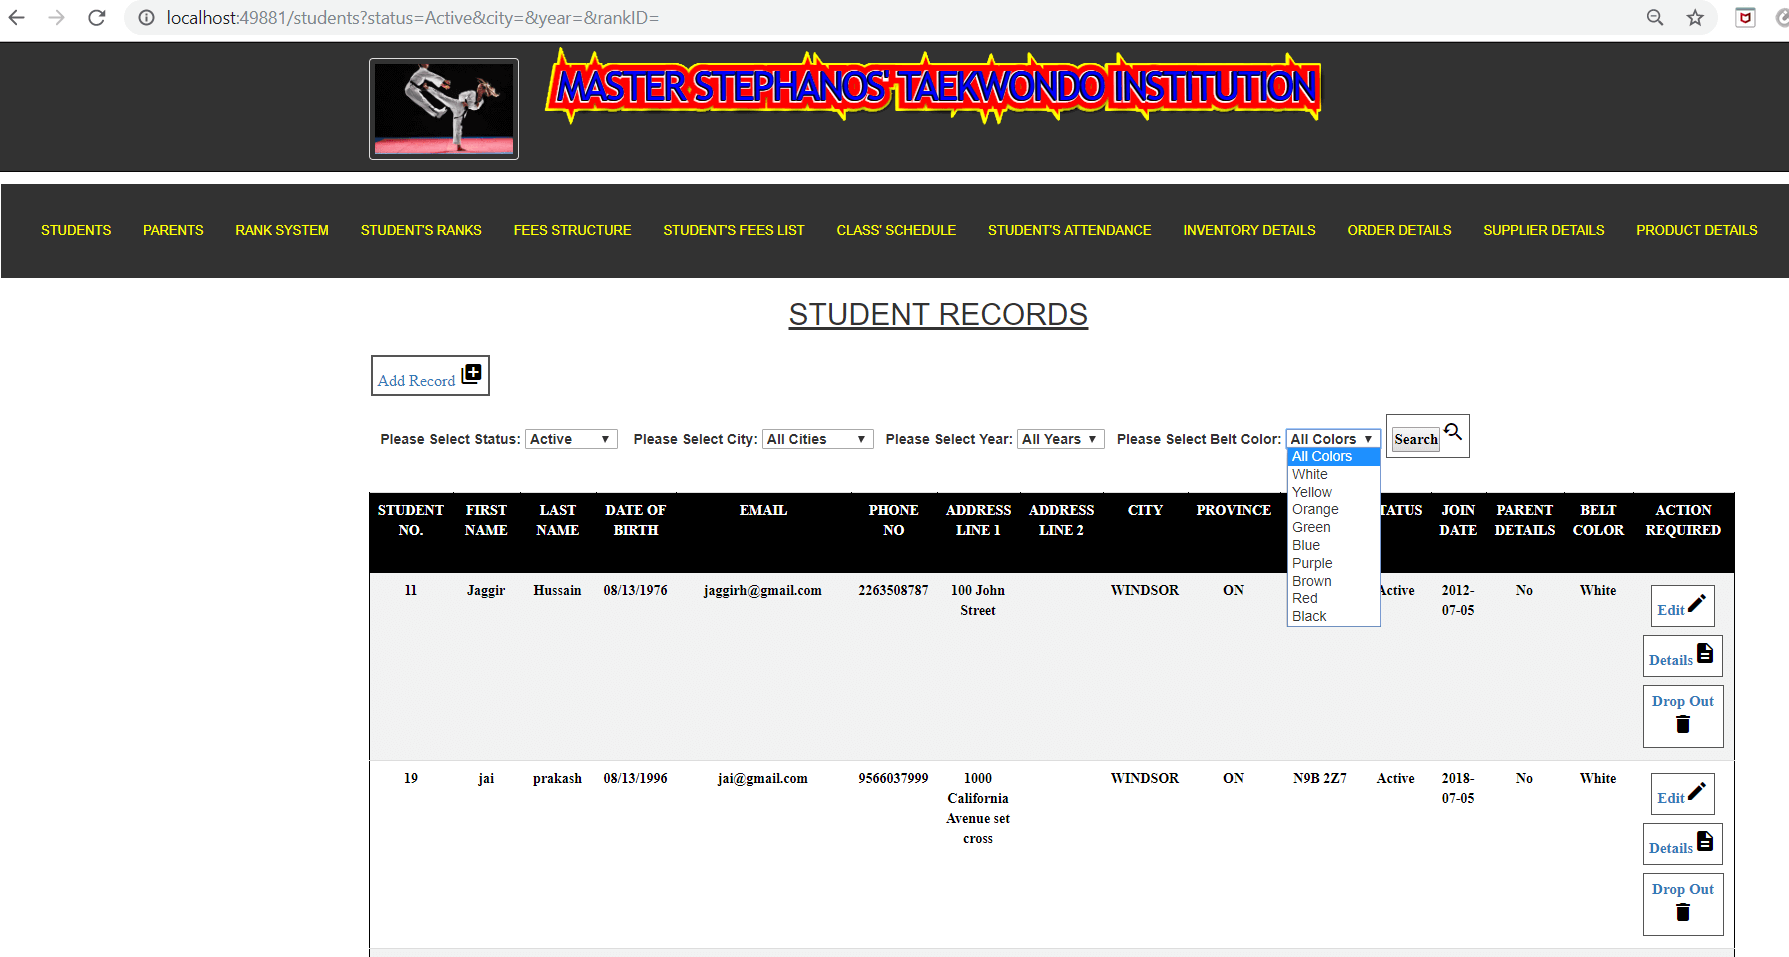 localhost:49881/students?status=Active&city=&year=&rankID=
MASTER STEPHANOS' TAEKWONDO INSTITUTION
STUDENTS PARENTS RANK SYSTEM STUDENT'S RANKS FEES STRUCTURE STUDENT'S FEES LIST CLASS' SCHEDULE STUDENT'S ATTENDANCE INVENTORY DETAILS ORDER DETAILS SUPPLIER DETAILS PRODUCT DETAILS
STUDENT RECORDS
Add Record
Please Select Status: Active Please Select City: All Cities Please Select Year: All Years Please Select Belt Color: All Colors Search
All Colors
White
Yellow
Orange
Green
Blue
Purple
Brown
Red
Black
STUDENT FIRST LAST DATE OF EMAIL PHONE ADDRESS ADDRESS CITY PROVINCE TATUS JOIN PARENT BELT ACTION
NO. NAME NAME BIRTH NO LINE 1 LINE 2 DATE DETAILS COLOR REQUIRED
11 Jaggir Hussain 08/13/1976 jaggirh@gmail.com 2263508787 100 John WINDSOR ON Active 2012- No White
Street 07-05 Edit
Details
Drop Out
19 jai prakash 08/13/1996 jai@gmail.com 9566037999 1000 WINDSOR ON N9B 2Z7 Active 2018- No White
California 07-05 Edit
Avenue set
cross
Details
Drop Out